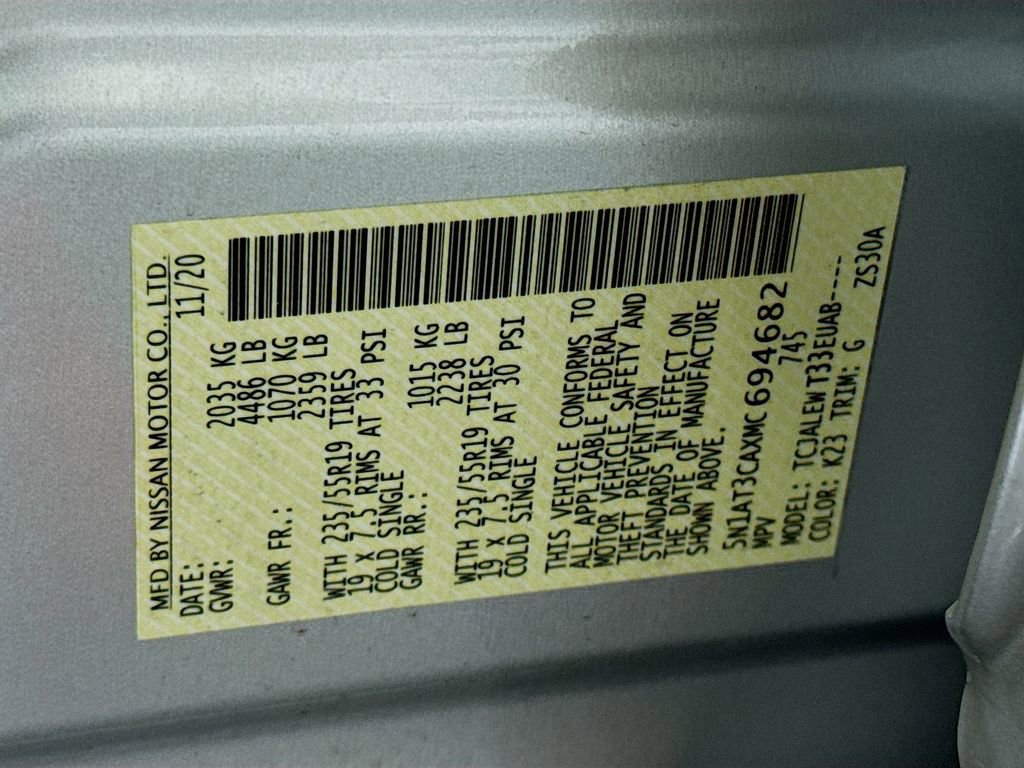 MFD BY NISSAN MOTOR CO., LTD.
DATE: 11/20
GVWR: 2035 KG
4486 LB
GAWR FR.: 1070 KG
2359 LB
WITH 235/55R19 TIRES
19 X 7.5 RIMS AT 33 PSI
COLD SINGLE
GAWR RR.: 1015 KG
2238 LB
WITH 235/55R19 TIRES
19 X 7.5 RIMS AT 30 PSI
COLD SINGLE
THIS VEHICLE CONFORMS TO
ALL APPLICABLE FEDERAL
MOTOR VEHICLE SAFETY AND
THEFT PREVENTION
STANDARDS IN EFFECT ON
THE DATE OF MANUFACTURE
SHOWN ABOVE.
5N1AT3CAXMC694682
MPV 745
MODEL: TCJALEWT333EUAB----
COLOR: K23 TRIM: G ZS30A